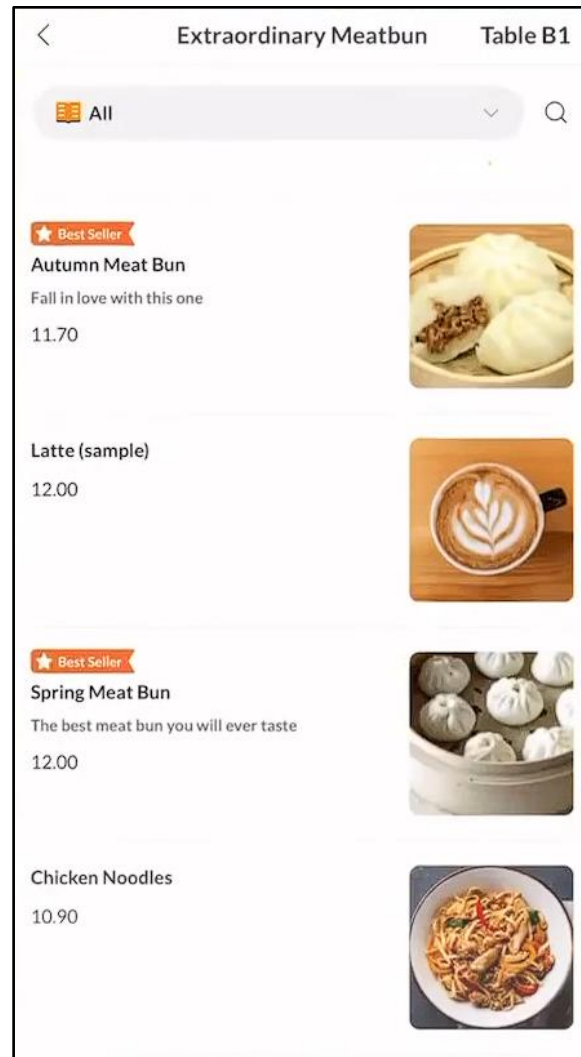 Extraordinary Meatbun Table B1
All
Best Seller
Autumn Meat Bun
Fall in love with this one
11.70
Latte (sample)
12.00
Best Seller
Spring Meat Bun
The best meat bun you will ever taste
12.00
Chicken Noodles
10.90